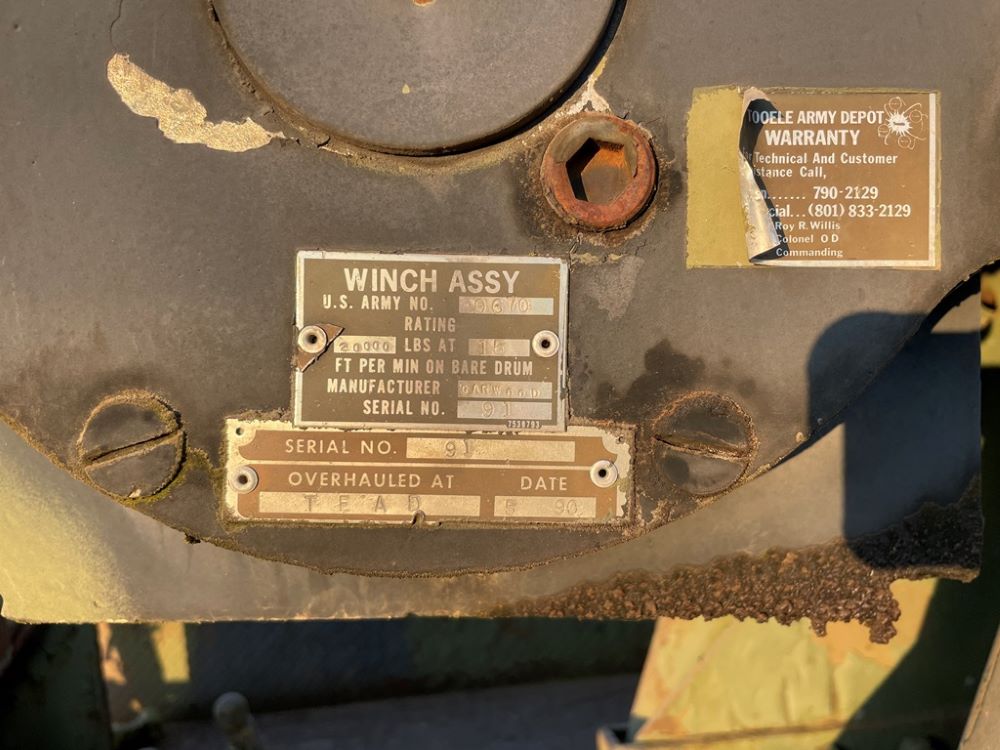 TOOELE ARMY DEPOT
WARRANTY
Technical And Customer
stance Call,
....... 790-2129
cial...(801) 833-2129
Roy R. Willis
Colonel O D
Commanding
WINCH ASSY
U.S. ARMY NO.
RATING
20000 LBS AT 15
FT PER MIN ON BARE DRUM
MANUFACTURER GARWOOD
SERIAL NO. 91
7538793
SERIAL NO. 91
OVERHAULED AT DATE
TEAD 90